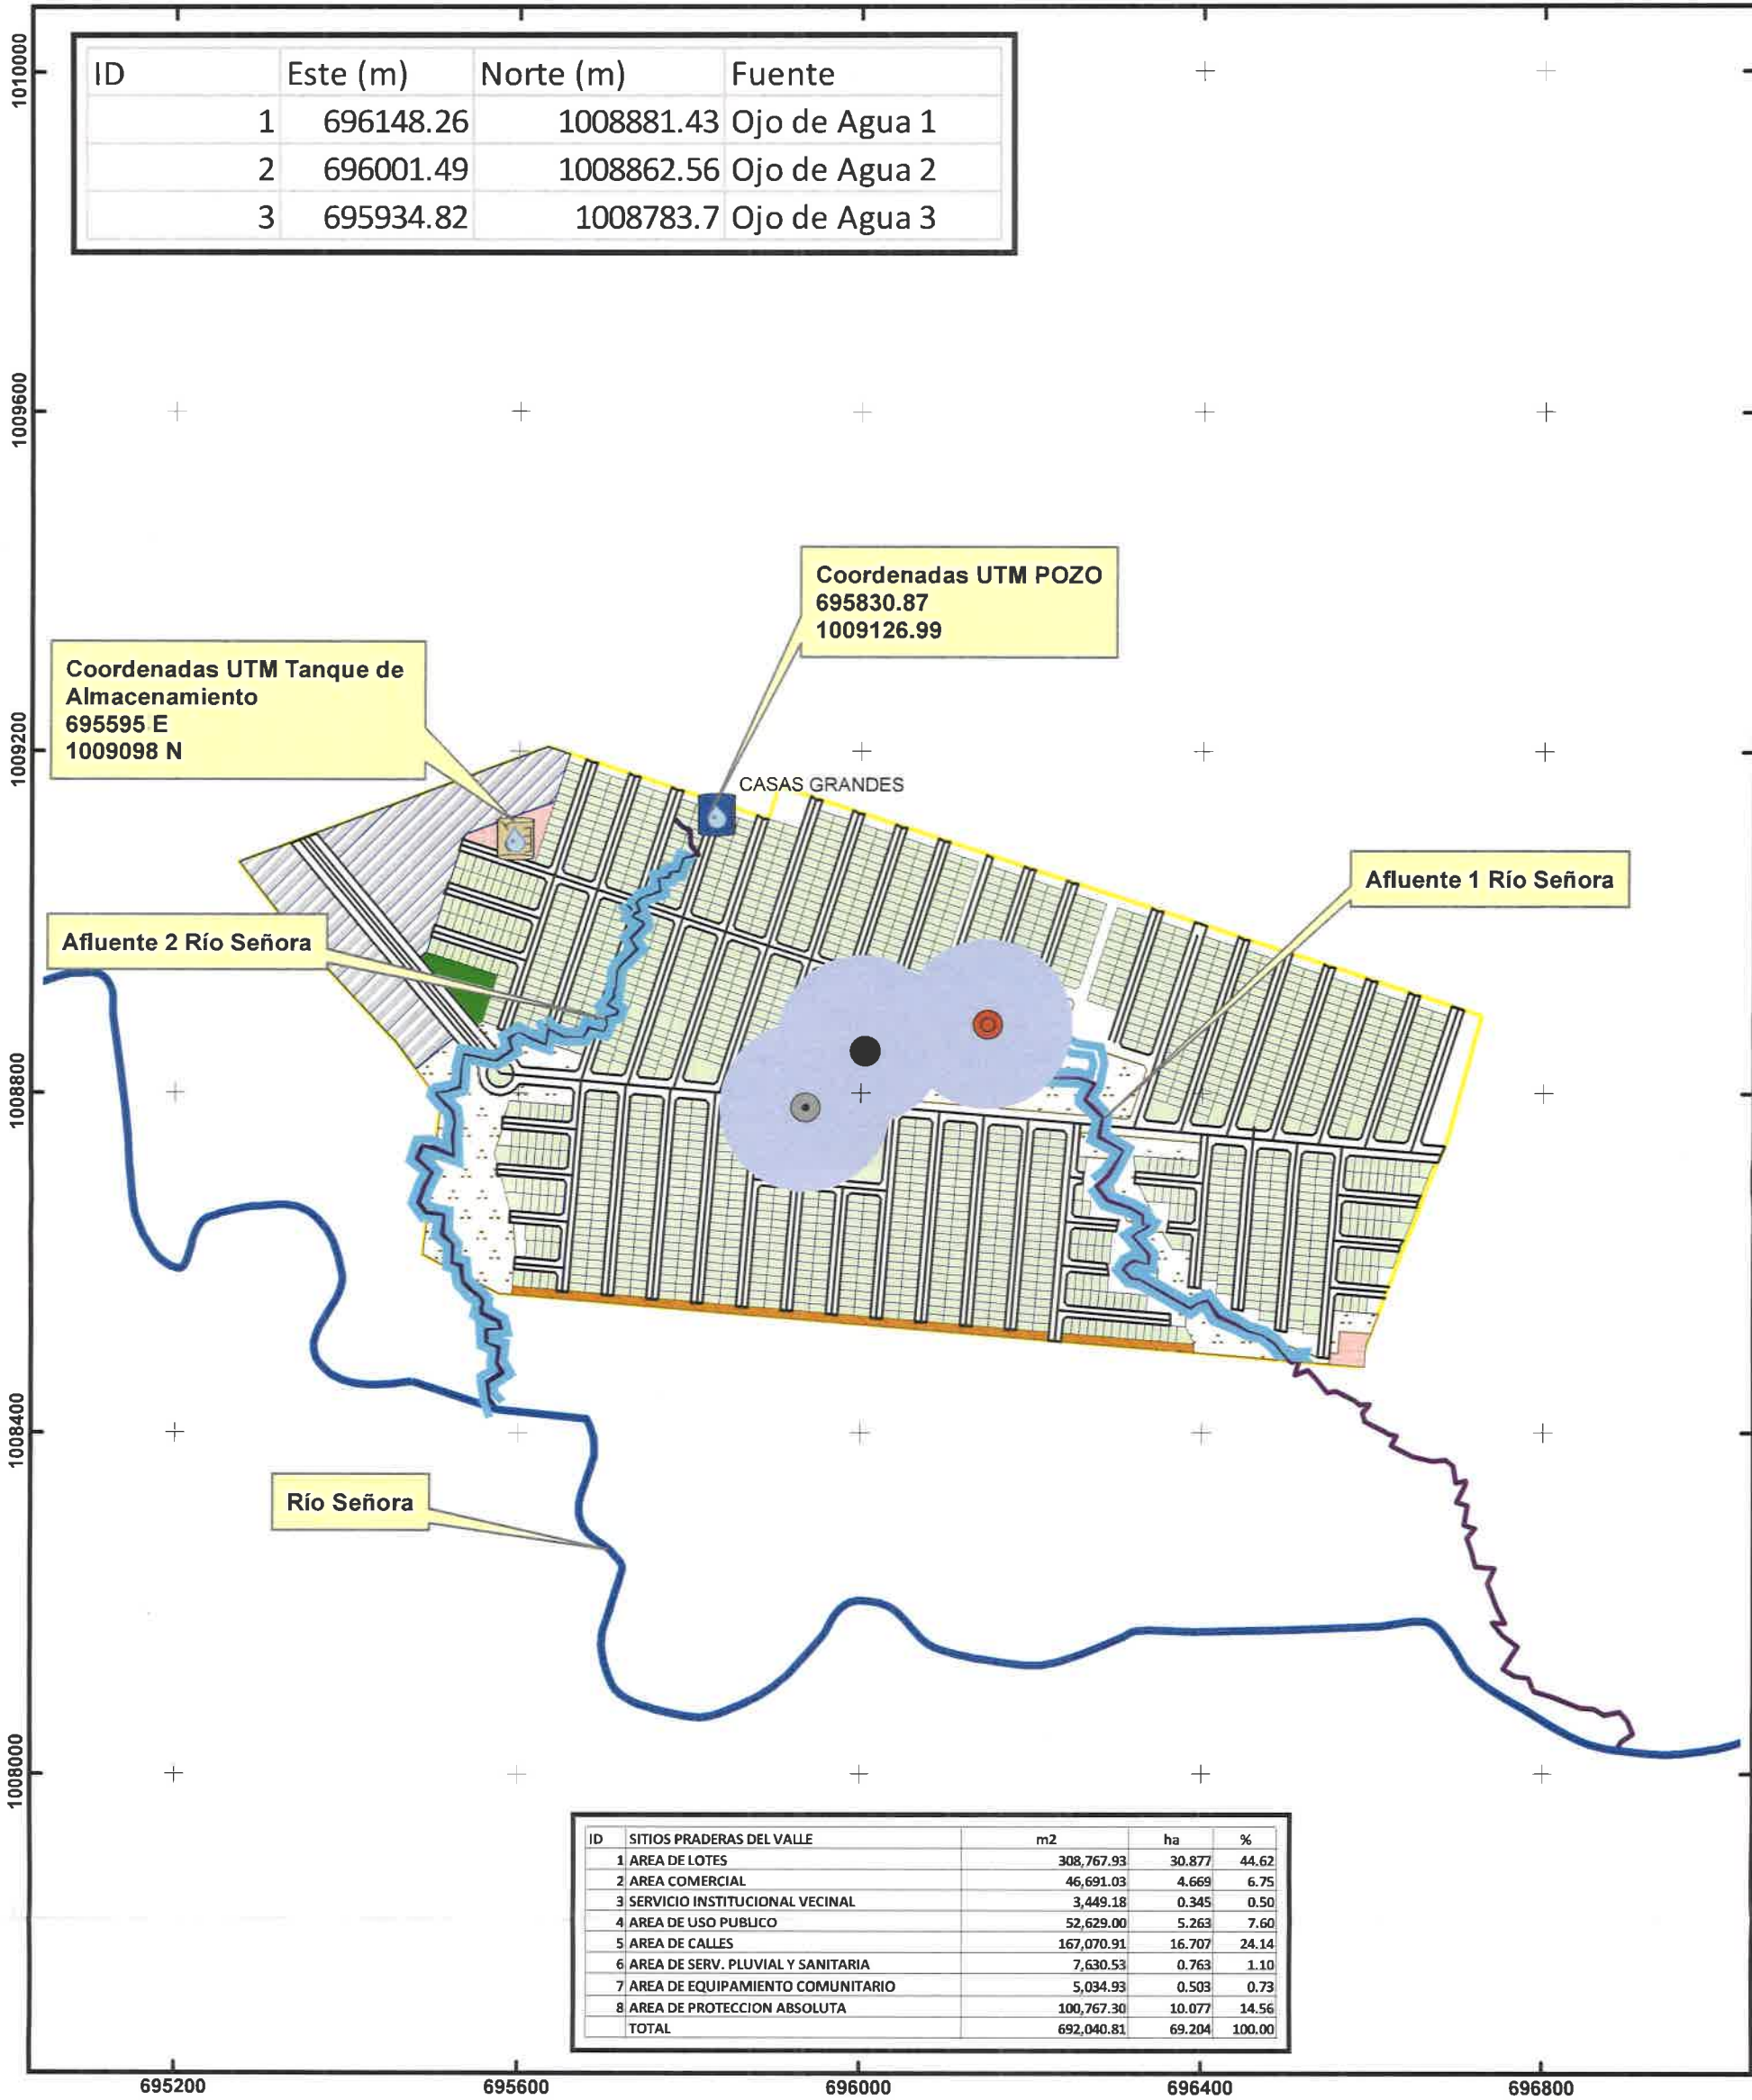 ID Este (m) Norte (m) Fuente
1 696148.26 1008881.43 Ojo de Agua 1
2 696001.49 1008862.56 Ojo de Agua 2
3 695934.82 1008783.7 Ojo de Agua 3
1010000
1009600
1009200
1008800
1008400
1008000
Coordenadas UTM POZO
695830.87
1009126.99
Coordenadas UTM Tanque de
Almacenamiento
695595 E
1009098 N
CASAS GRANDES
Afluente 1 Río Señora
Afluente 2 Río Señora
Río Señora
ID SITIOS PRADERAS DEL VALLE m2 ha %
1 AREA DE LOTES 308,767.93 30.877 44.62
2 AREA COMERCIAL 46,691.03 4.669 6.75
3 SERVICIO INSTITUCIONAL VECINAL 3,449.18 0.345 0.50
4 AREA DE USO PUBLICO 52,629.00 5.263 7.60
5 AREA DE CALLES 167,070.91 16.707 24.14
6 AREA DE SERV. PLUVIAL Y SANITARIA 7,630.53 0.763 1.10
7 AREA DE EQUIPAMIENTO COMUNITARIO 5,034.93 0.503 0.73
8 AREA DE PROTECCION ABSOLUTA 100,767.30 10.077 14.56
TOTAL 692,040.81 69.204 100.00
695200 695600 696000 696400 696800